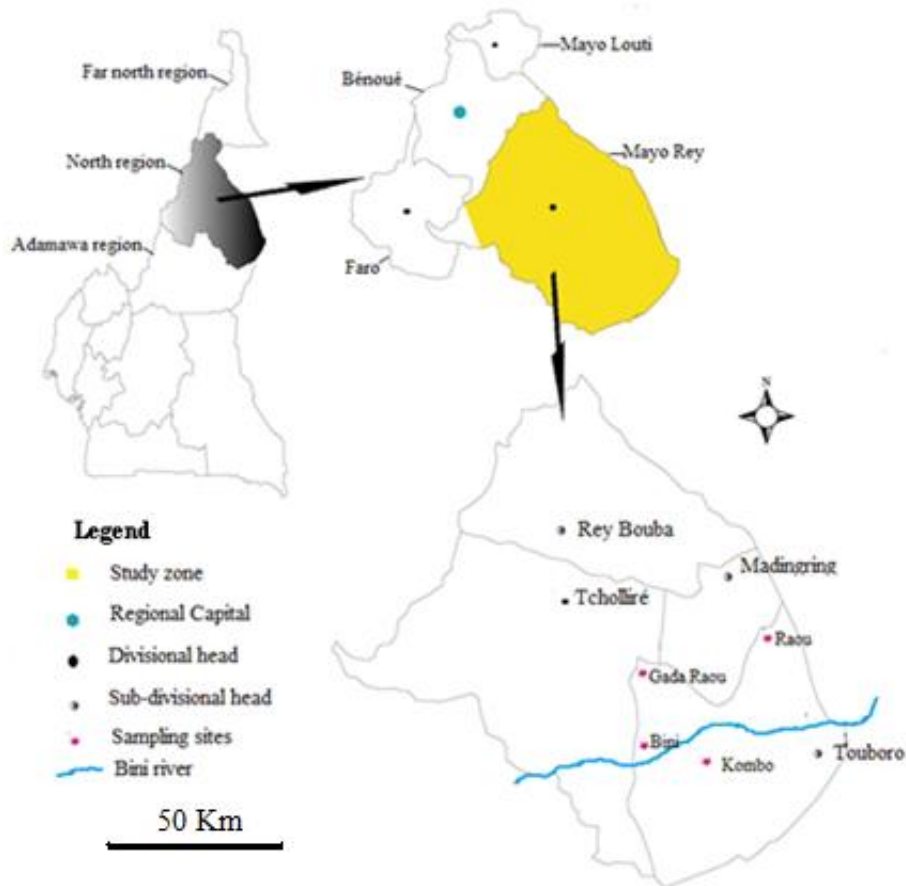 Mayo Louti
Far north region
Bénoué
Mayo Rey
North region
Adamawa region
Faro
N
Legend
Study zone
Regional Capital
Divisional head
Sub-divisional head
Sampling sites
Bini river
50 Km
Rey Bouba
Madingring
Tcholliré
Raou
Gada Raou
Bini
Kombo
Touboro